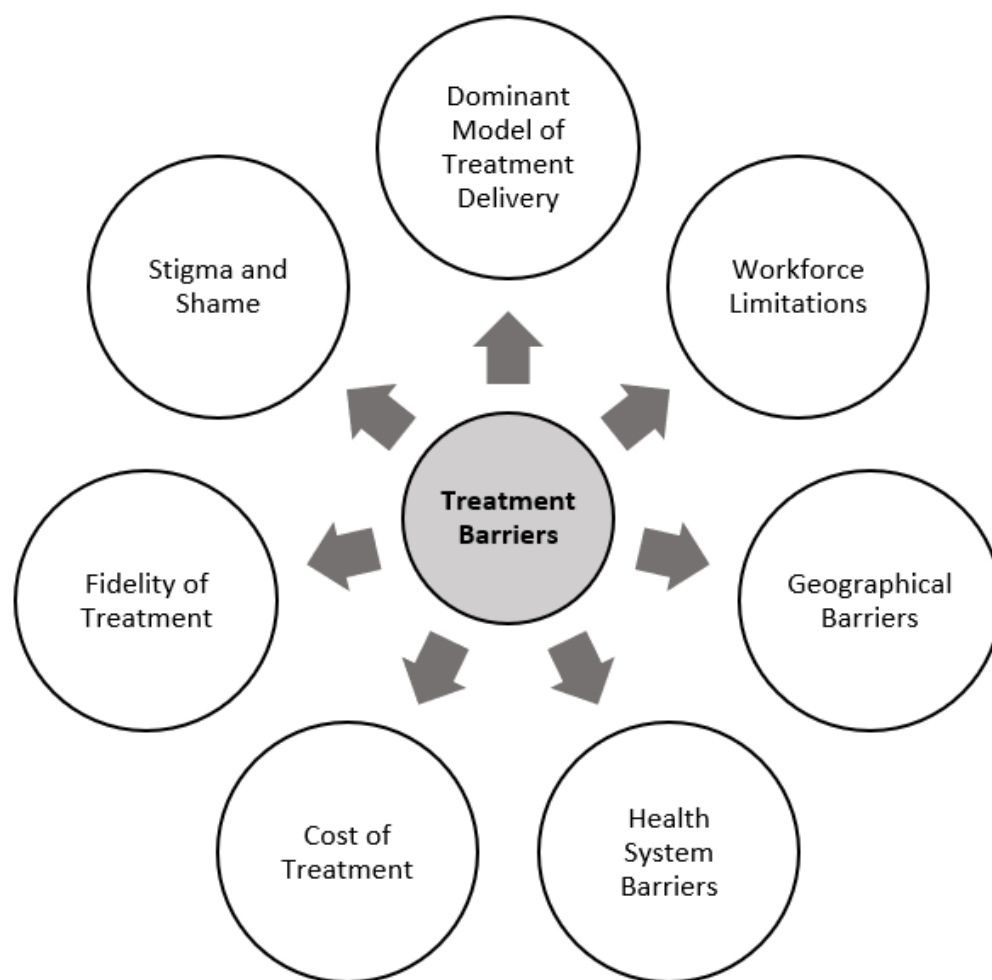 Dominant
Model of
Treatment
Delivery
Stigma and
Shame
Workforce
Limitations
Treatment
Barriers
Fidelity of
Treatment
Geographical
Barriers
Cost of
Treatment
Health
System
Barriers